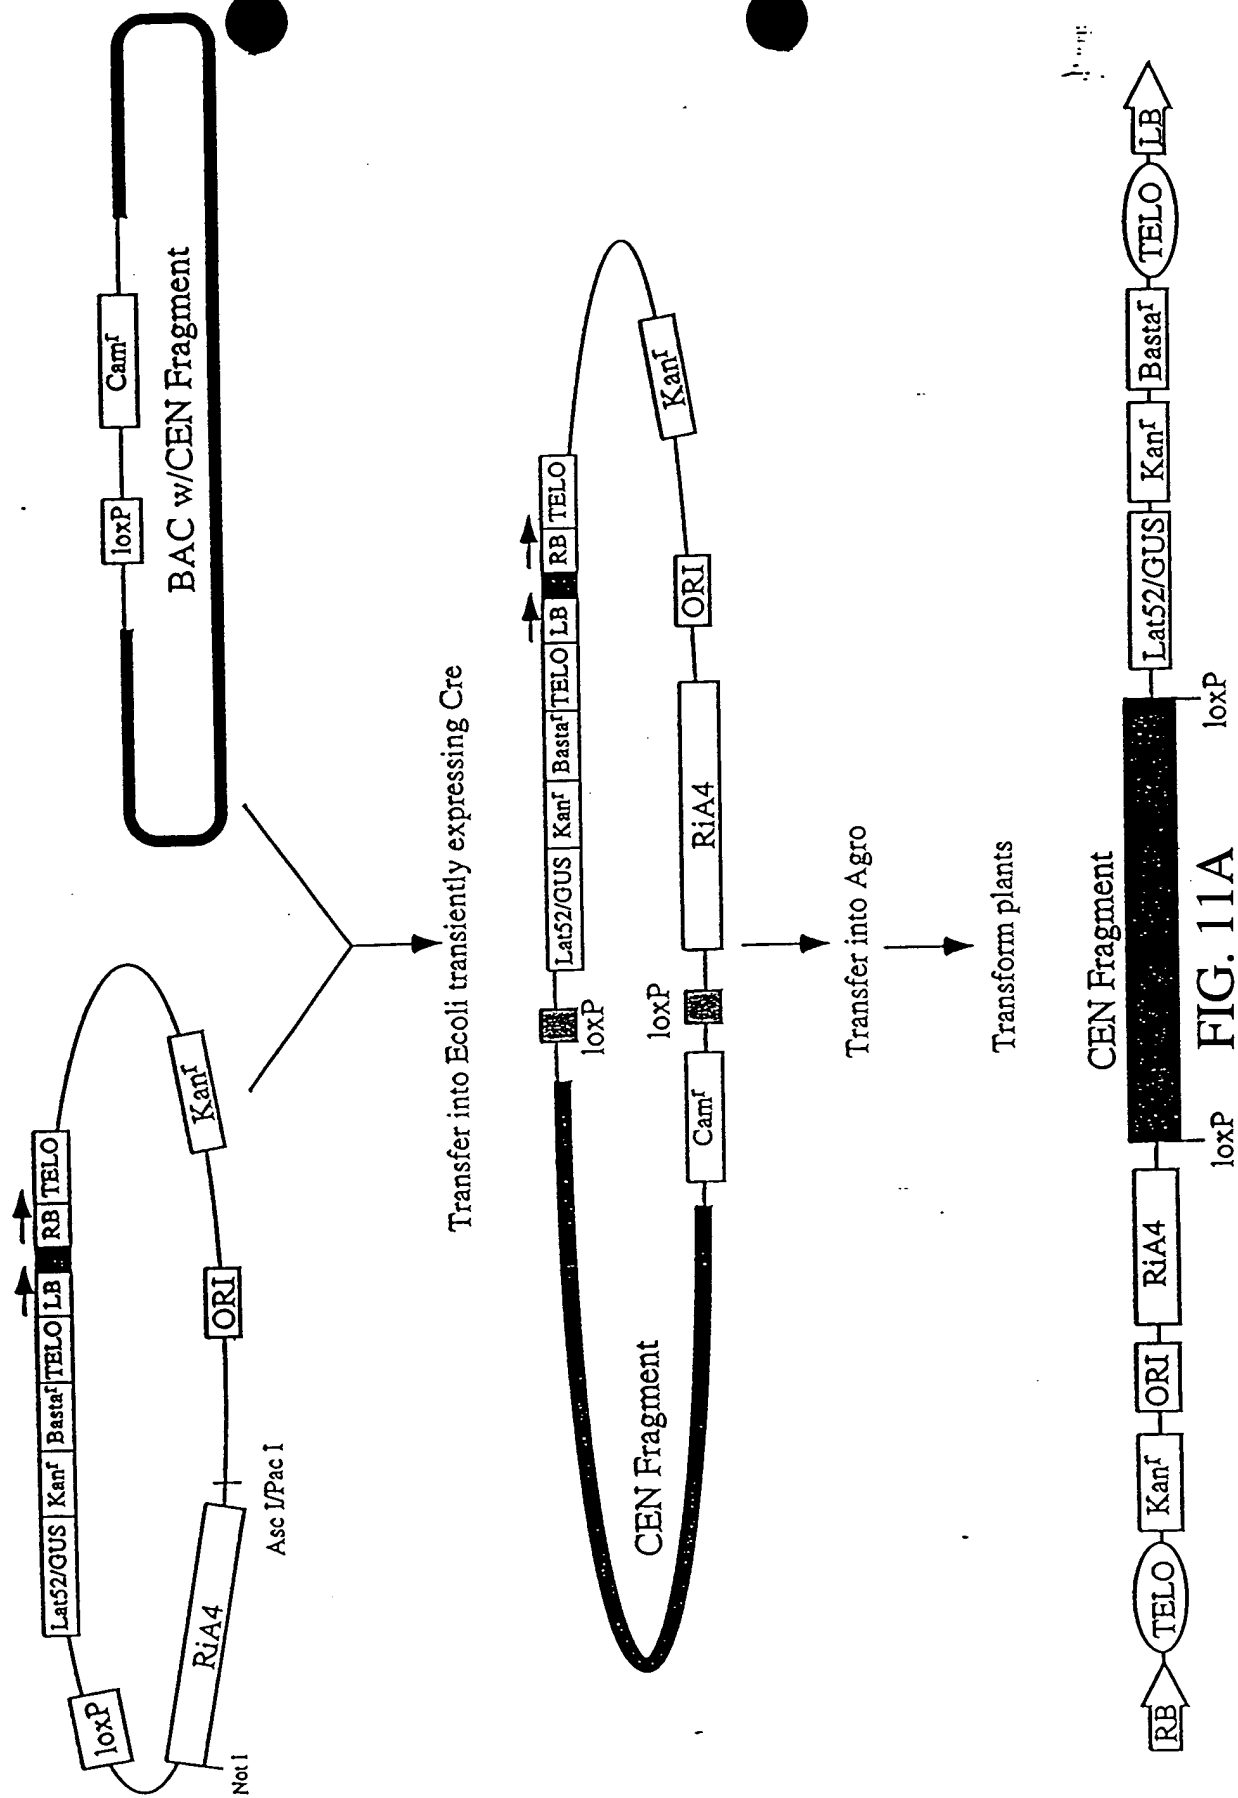 Lat52/GUS Kanʳ Bastaʳ TELO LB RB TELO
loxP
Kanʳ
ORI
RiA4
Not I
Asc I/Pac I
loxP
Camʳ
BAC w/CEN Fragment
Transfer into Ecoli transiently expressing Cre
Lat52/GUS Kanʳ Bastaʳ TELO LB RB TELO
loxP
Kanʳ
ORI
RiA4
loxP
Camʳ
CEN Fragment
Transfer into Agro
Transform plants
CEN Fragment
RB TELO Kanʳ ORI RiA4 Lat52/GUS Kanʳ Bastaʳ TELO LB
loxP
loxP
FIG. 11A